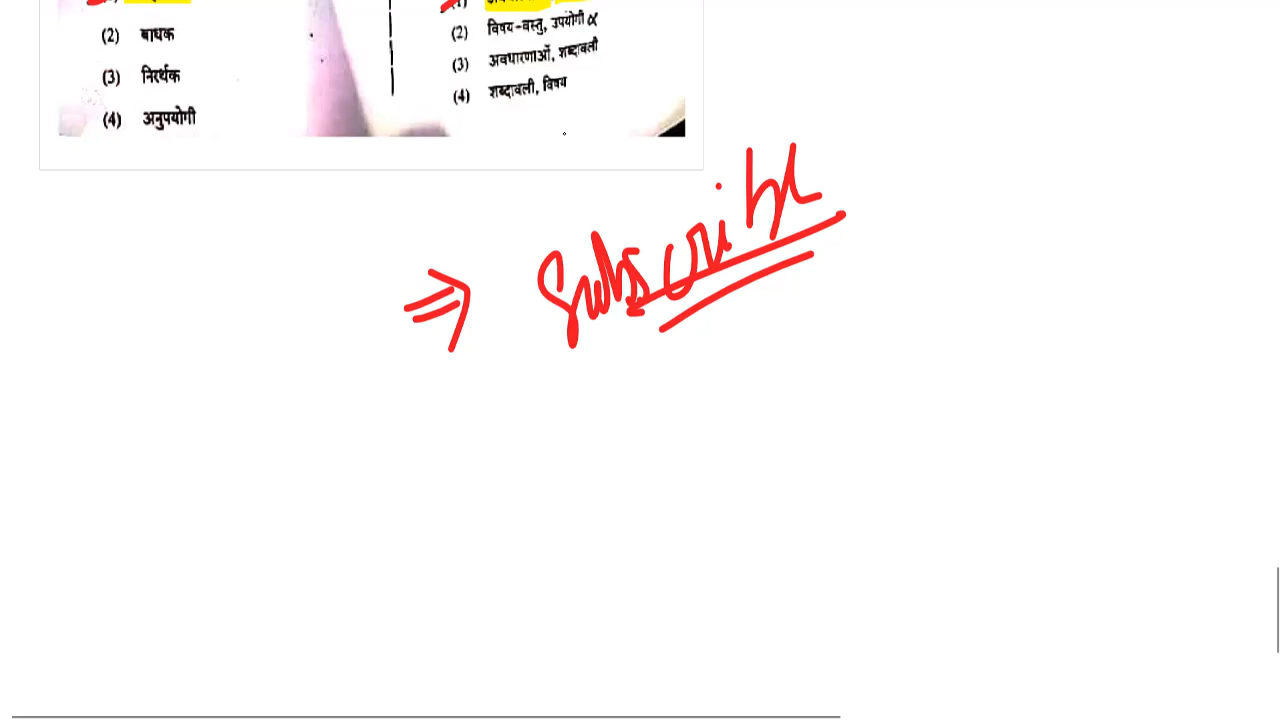 (2) बाधक
(3) निरर्थक
(4) अनुपयोगी
(2) विषय-वस्तु, उपयोगी
(3) अवधारणाओं, शब्दावली
(4) शब्दावली, विषय
⇒ Subscribe